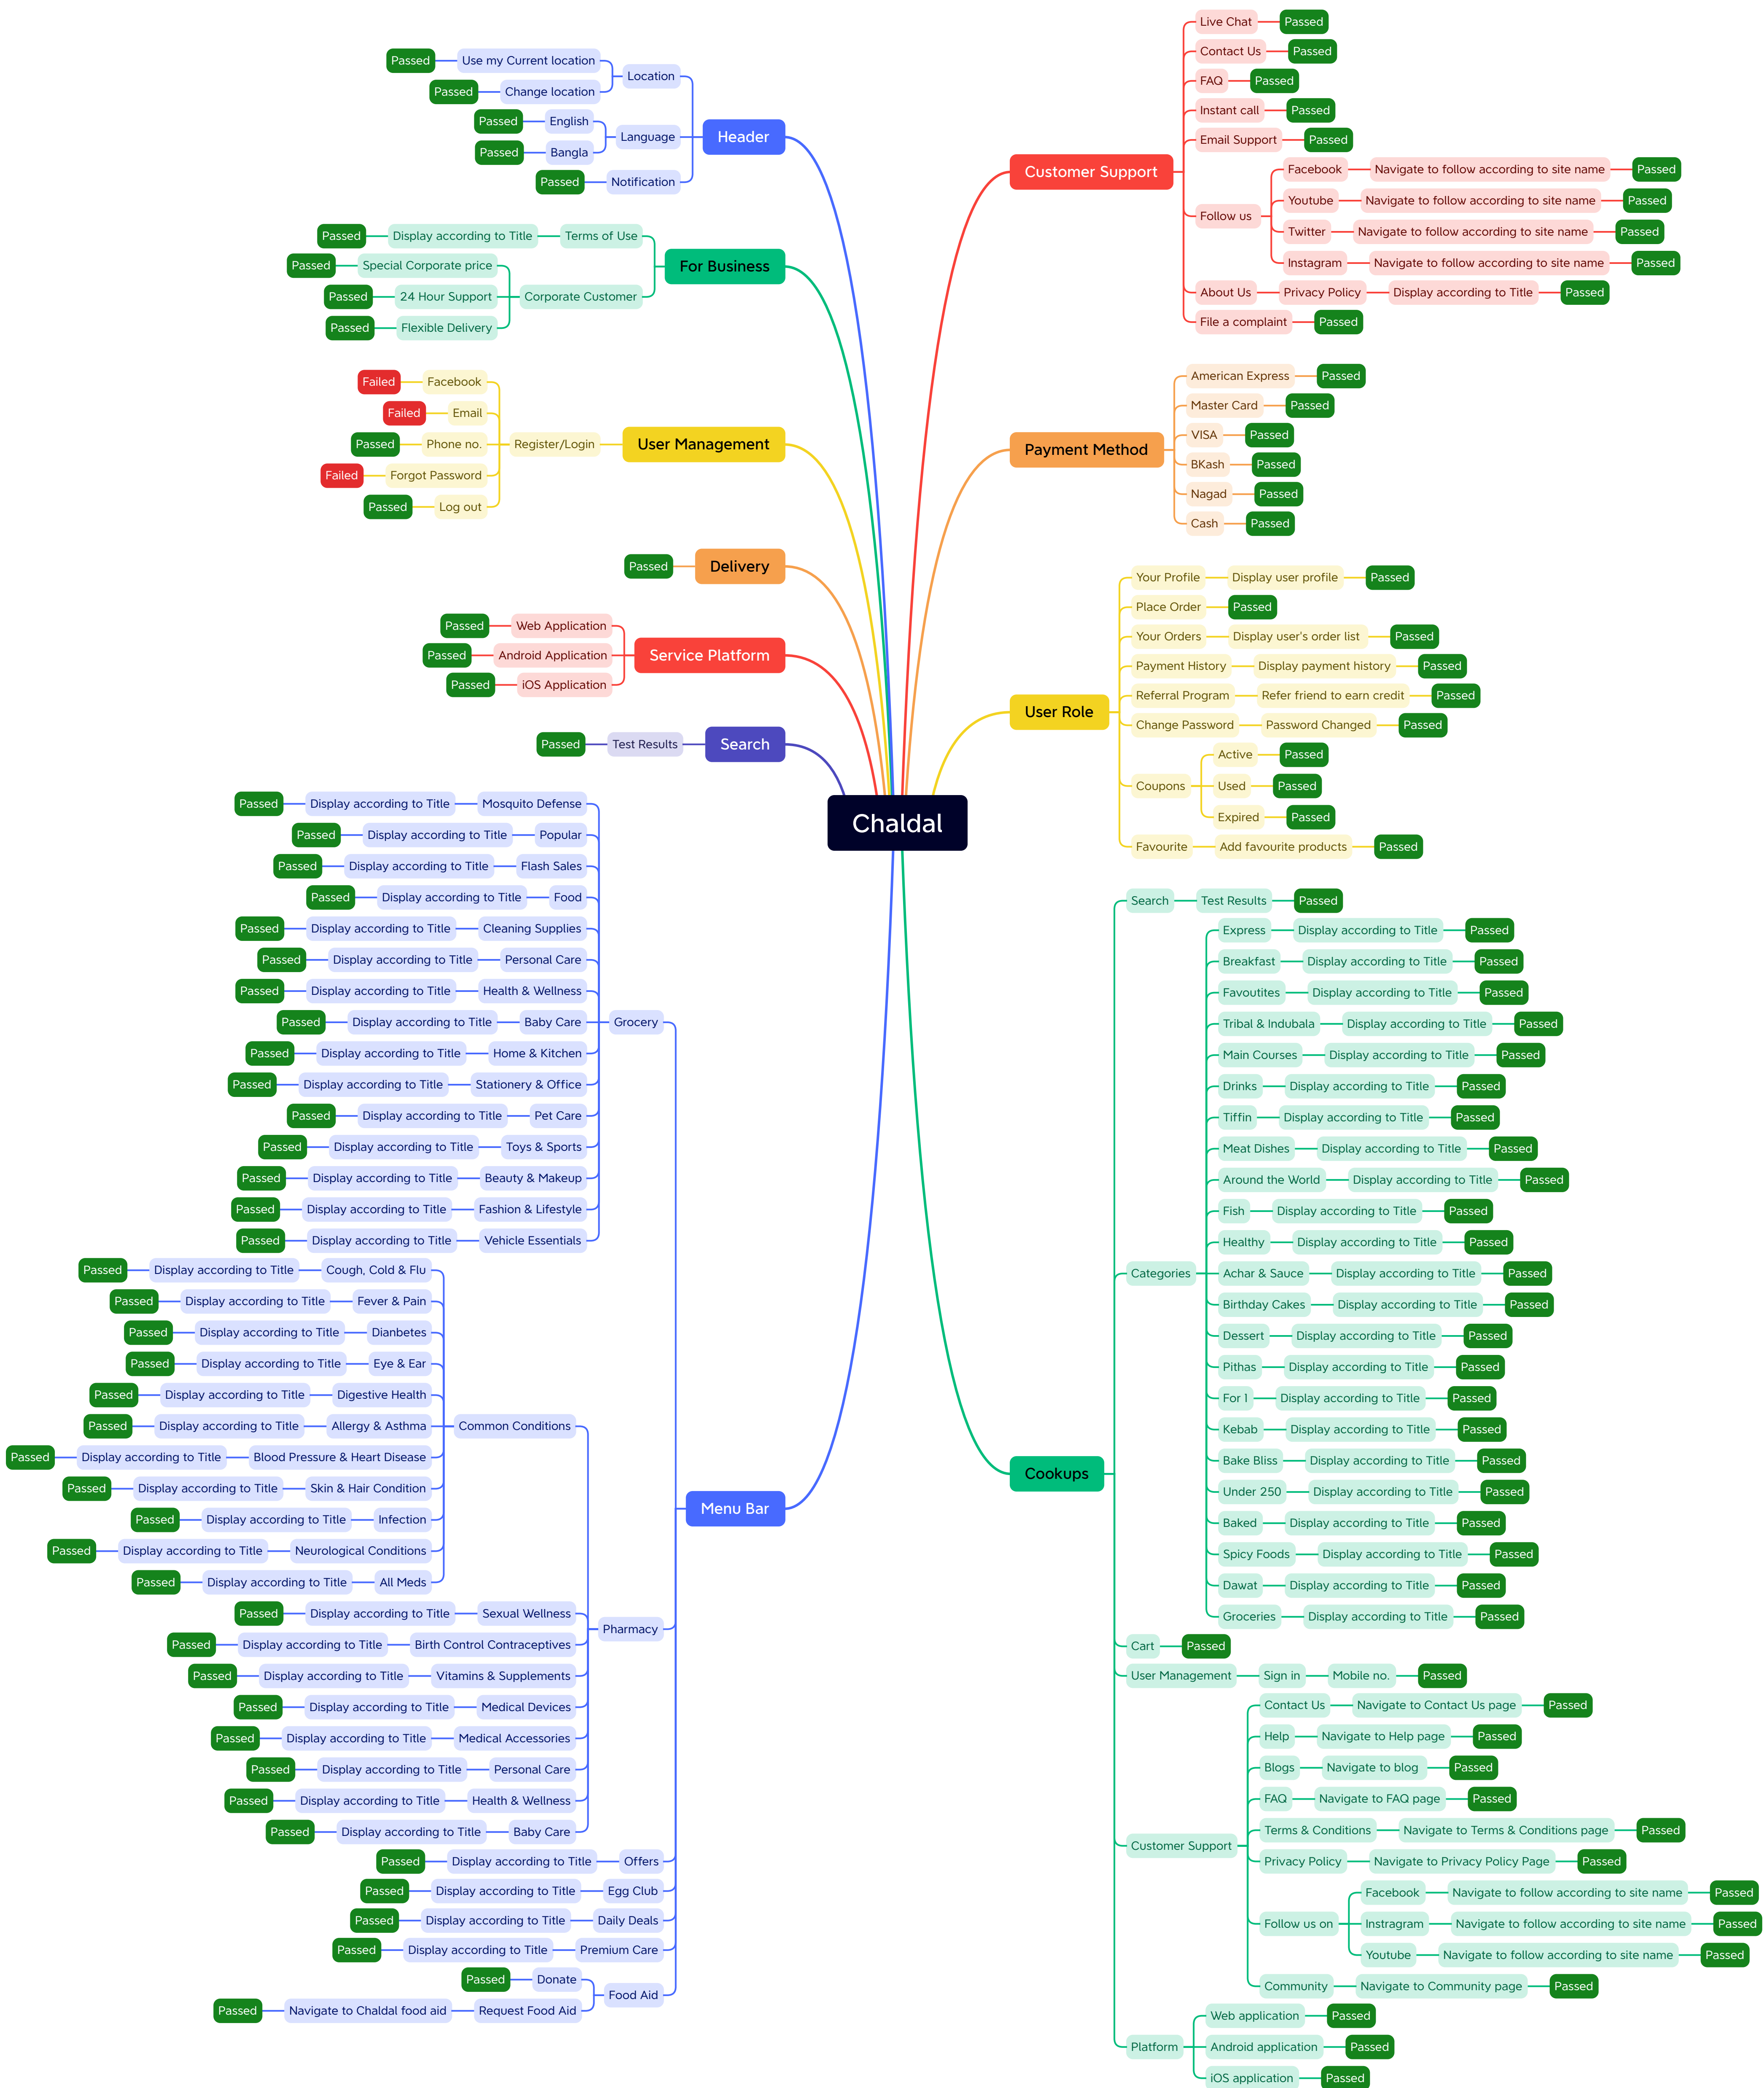 Chaldal
Header
Location
Use my Current location
Passed
Change location
Passed
Language
English
Passed
Bangla
Passed
Notification
Passed
For Business
Terms of Use
Display according to Title
Passed
Corporate Customer
Special Corporate price
Passed
24 Hour Support
Passed
Flexible Delivery
Passed
User Management
Register/Login
Facebook
Failed
Email
Failed
Phone no.
Passed
Forgot Password
Failed
Log out
Passed
Delivery
Passed
Service Platform
Web Application
Passed
Android Application
Passed
iOS Application
Passed
Search
Test Results
Passed
Menu Bar
Grocery
Mosquito Defense
Display according to Title
Passed
Popular
Display according to Title
Passed
Flash Sales
Display according to Title
Passed
Food
Display according to Title
Passed
Cleaning Supplies
Display according to Title
Passed
Personal Care
Display according to Title
Passed
Health & Wellness
Display according to Title
Passed
Baby Care
Display according to Title
Passed
Home & Kitchen
Display according to Title
Passed
Stationery & Office
Display according to Title
Passed
Pet Care
Display according to Title
Passed
Toys & Sports
Display according to Title
Passed
Beauty & Makeup
Display according to Title
Passed
Fashion & Lifestyle
Display according to Title
Passed
Vehicle Essentials
Display according to Title
Passed
Pharmacy
Common Conditions
Cough, Cold & Flu
Display according to Title
Passed
Fever & Pain
Display according to Title
Passed
Dianbetes
Display according to Title
Passed
Eye & Ear
Display according to Title
Passed
Digestive Health
Display according to Title
Passed
Allergy & Asthma
Display according to Title
Passed
Blood Pressure & Heart Disease
Display according to Title
Passed
Skin & Hair Condition
Display according to Title
Passed
Infection
Display according to Title
Passed
Neurological Conditions
Display according to Title
Passed
All Meds
Display according to Title
Passed
Sexual Wellness
Display according to Title
Passed
Birth Control Contraceptives
Display according to Title
Passed
Vitamins & Supplements
Display according to Title
Passed
Medical Devices
Display according to Title
Passed
Medical Accessories
Display according to Title
Passed
Personal Care
Display according to Title
Passed
Health & Wellness
Display according to Title
Passed
Baby Care
Display according to Title
Passed
Offers
Display according to Title
Passed
Egg Club
Display according to Title
Passed
Daily Deals
Display according to Title
Passed
Premium Care
Display according to Title
Passed
Food Aid
Donate
Passed
Request Food Aid
Navigate to Chaldal food aid
Passed
Customer Support
Live Chat
Passed
Contact Us
Passed
FAQ
Passed
Instant call
Passed
Email Support
Passed
Follow us
Facebook
Navigate to follow according to site name
Passed
Youtube
Navigate to follow according to site name
Passed
Twitter
Navigate to follow according to site name
Passed
Instagram
Navigate to follow according to site name
Passed
About Us
Privacy Policy
Display according to Title
Passed
File a complaint
Passed
Payment Method
American Express
Passed
Master Card
Passed
VISA
Passed
BKash
Passed
Nagad
Passed
Cash
Passed
User Role
Your Profile
Display user profile
Passed
Place Order
Passed
Your Orders
Display user's order list
Passed
Payment History
Display payment history
Passed
Referral Program
Refer friend to earn credit
Passed
Change Password
Password Changed
Passed
Coupons
Active
Passed
Used
Passed
Expired
Passed
Favourite
Add favourite products
Passed
Cookups
Search
Test Results
Passed
Categories
Express
Display according to Title
Passed
Breakfast
Display according to Title
Passed
Favoutites
Display according to Title
Passed
Tribal & Indubala
Display according to Title
Passed
Main Courses
Display according to Title
Passed
Drinks
Display according to Title
Passed
Tiffin
Display according to Title
Passed
Meat Dishes
Display according to Title
Passed
Around the World
Display according to Title
Passed
Fish
Display according to Title
Passed
Healthy
Display according to Title
Passed
Achar & Sauce
Display according to Title
Passed
Birthday Cakes
Display according to Title
Passed
Dessert
Display according to Title
Passed
Pithas
Display according to Title
Passed
For 1
Display according to Title
Passed
Kebab
Display according to Title
Passed
Bake Bliss
Display according to Title
Passed
Under 250
Display according to Title
Passed
Baked
Display according to Title
Passed
Spicy Foods
Display according to Title
Passed
Dawat
Display according to Title
Passed
Groceries
Display according to Title
Passed
Cart
Passed
User Management
Sign in
Mobile no.
Passed
Customer Support
Contact Us
Navigate to Contact Us page
Passed
Help
Navigate to Help page
Passed
Blogs
Navigate to blog
Passed
FAQ
Navigate to FAQ page
Passed
Terms & Conditions
Navigate to Terms & Conditions page
Passed
Privacy Policy
Navigate to Privacy Policy Page
Passed
Follow us on
Facebook
Navigate to follow according to site name
Passed
Instragram
Navigate to follow according to site name
Passed
Youtube
Navigate to follow according to site name
Passed
Community
Navigate to Community page
Passed
Platform
Web application
Passed
Android application
Passed
iOS application
Passed